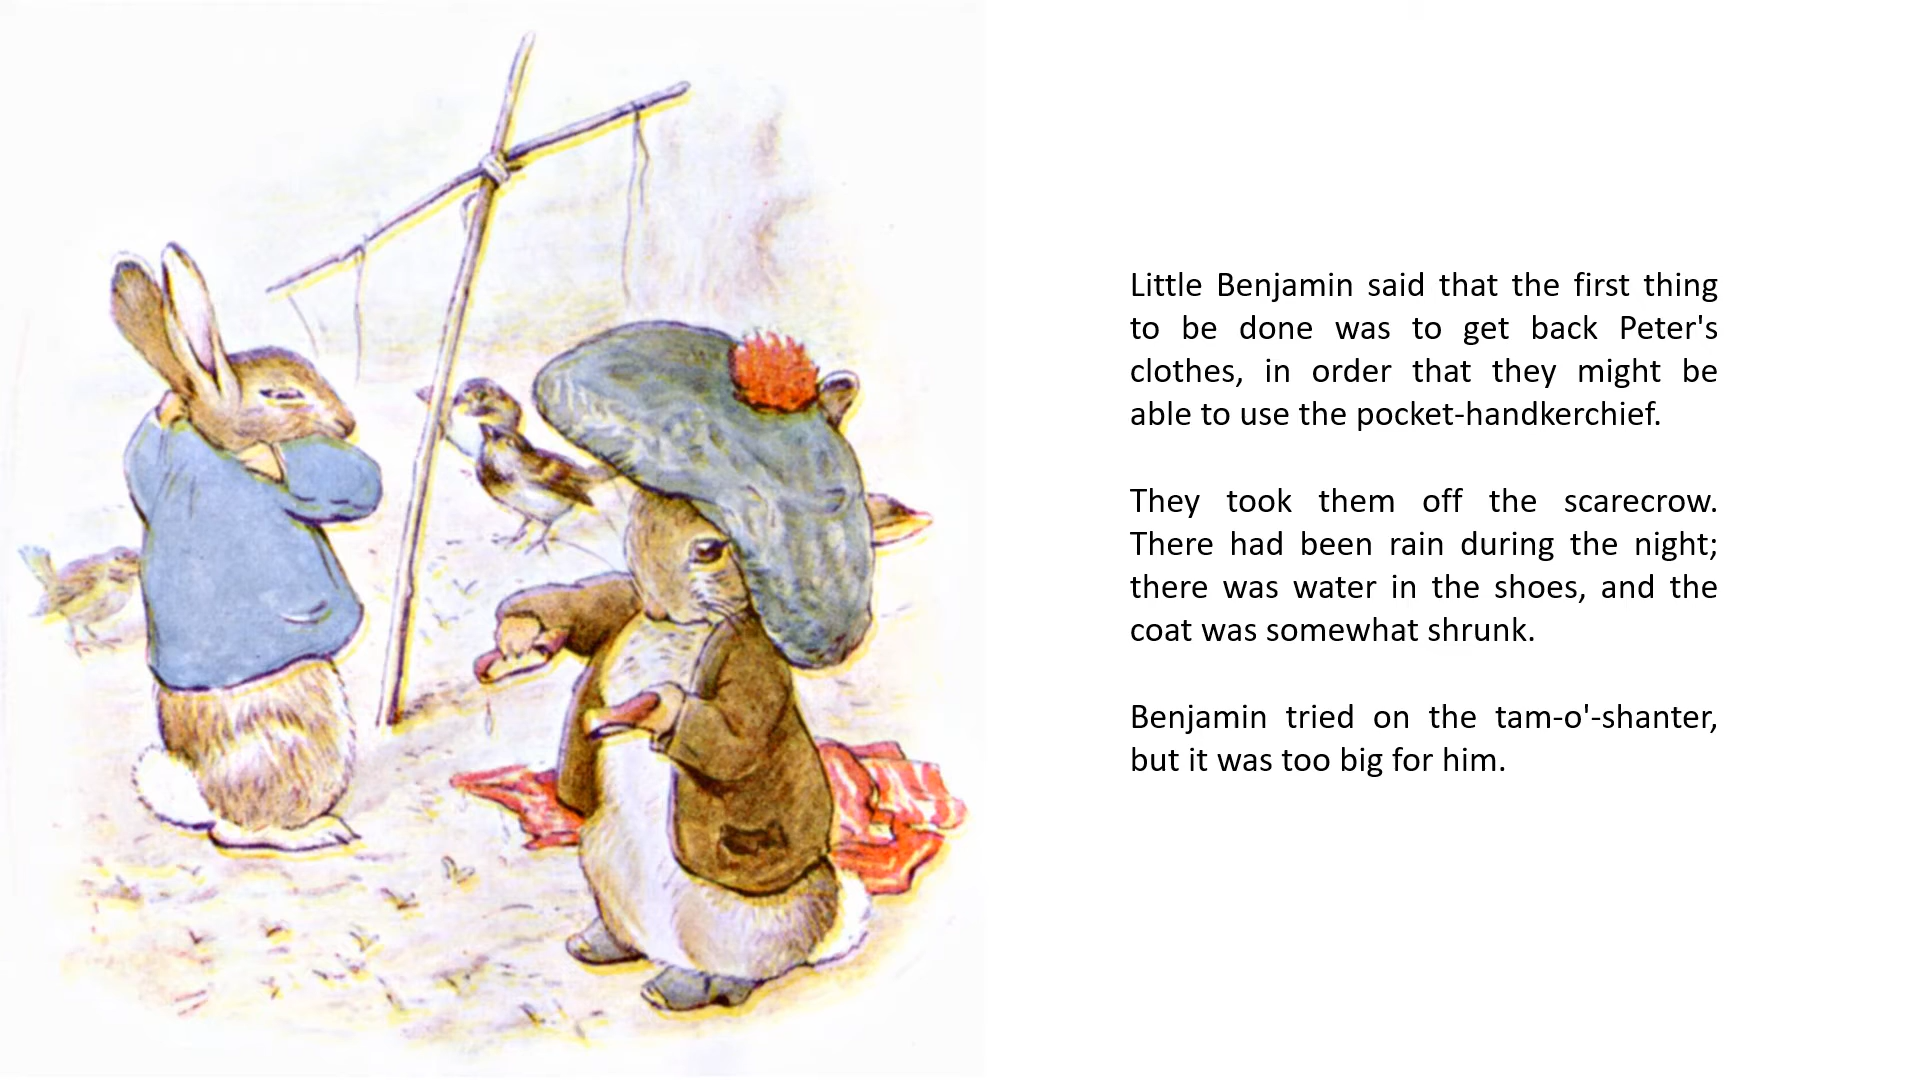 Little Benjamin said that the first thing
to be done was to get back Peter's
clothes, in order that they might be
able to use the pocket-handkerchief.
They took them off the scarecrow.
There had been rain during the night;
there was water in the shoes, and the
coat was somewhat shrunk.
Benjamin tried on the tam-o'-shanter,
but it was too big for him.